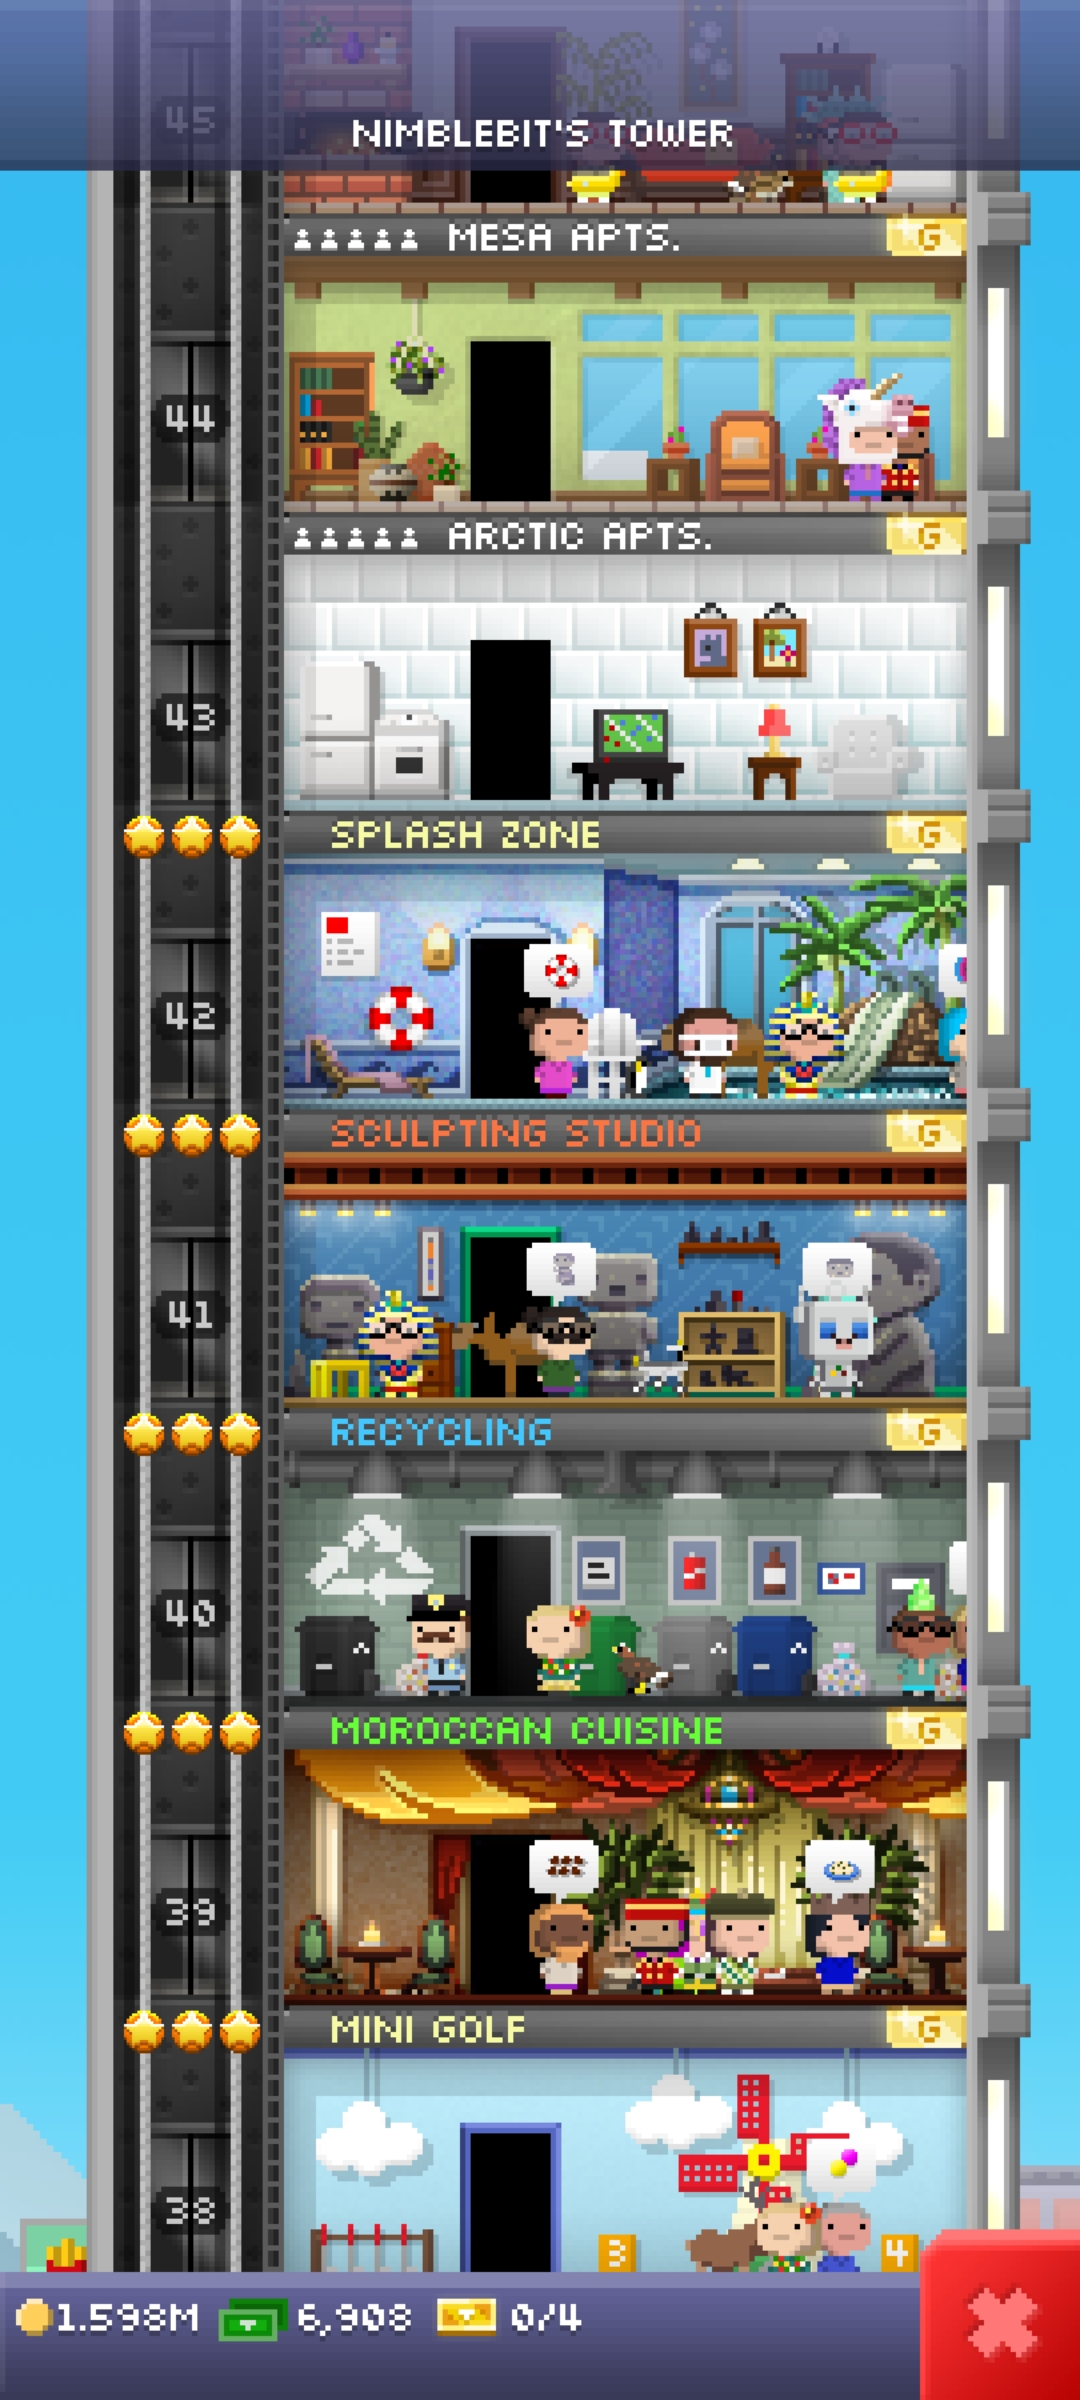 45
NIMBLEBIT'S TOWER
MESA APTS. G
44
ARCTIC APTS. G
43
SPLASH ZONE G
42
SCULPTING STUDIO G
41
RECYCLING G
40
MOROCCAN CUISINE G
39
MINI GOLF G
38
3 4
1.598M 6,908 0/4